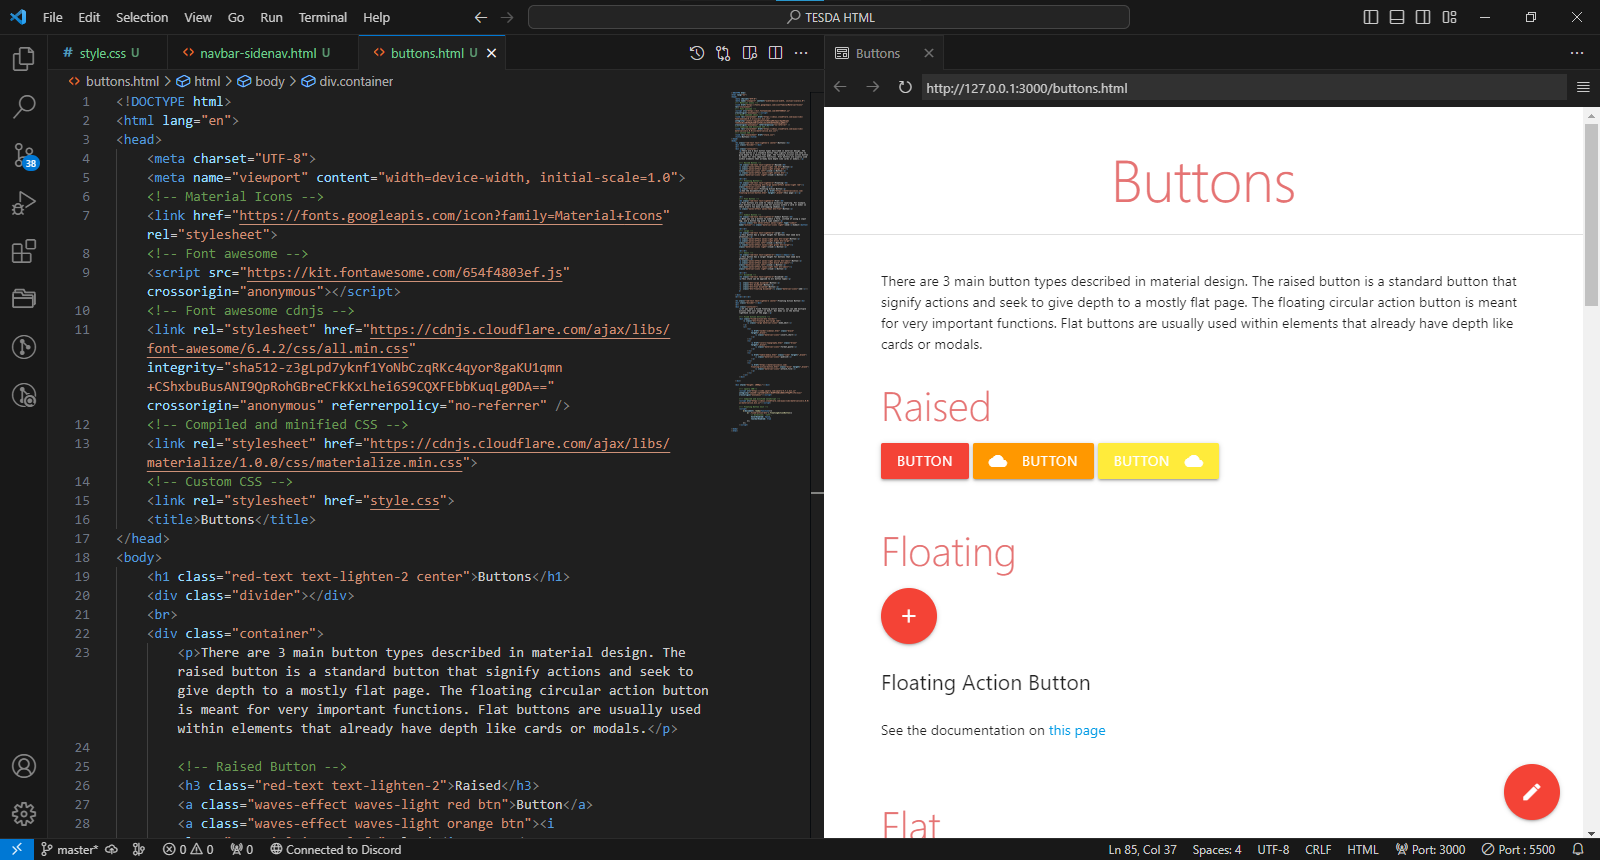 File Edit Selection View Go Run Terminal Help
TESDA HTML
style.css U
navbar-sidenav.html U
buttons.html U
Buttons
buttons.html > html > body > div.container
http://127.0.0.1:3000/buttons.html
38
1 <!DOCTYPE html>
2 <html lang="en">
3 <head>
4 <meta charset="UTF-8">
5 <meta name="viewport" content="width=device-width, initial-scale=1.0">
6 <!-- Material Icons -->
7 <link href="https://fonts.googleapis.com/icon?family=Material+Icons"
rel="stylesheet">
8 <!-- Font awesome -->
9 <script src="https://kit.fontawesome.com/654f4803ef.js"
crossorigin="anonymous"></script>
10 <!-- Font awesome cdnjs -->
11 <link rel="stylesheet" href="https://cdnjs.cloudflare.com/ajax/libs/
font-awesome/6.4.2/css/all.min.css"
integrity="sha512-z3gLpd7yknf1YoNbCzqRKc4qyor8gaKU1qmn
+CShxbuBusANI9QpRohGBreCFkKxLhei6S9CQXFEbbKuqLg0DA=="
crossorigin="anonymous" referrerpolicy="no-referrer" />
12 <!-- Compiled and minified CSS -->
13 <link rel="stylesheet" href="https://cdnjs.cloudflare.com/ajax/libs/
materialize/1.0.0/css/materialize.min.css">
14 <!-- Custom CSS -->
15 <link rel="stylesheet" href="style.css">
16 <title>Buttons</title>
17 </head>
18 <body>
19 <h1 class="red-text text-lighten-2 center">Buttons</h1>
20 <div class="divider"></div>
21 <br>
22 <div class="container">
23 <p>There are 3 main button types described in material design. The
raised button is a standard button that signify actions and seek to
give depth to a mostly flat page. The floating circular action button
is meant for very important functions. Flat buttons are usually used
within elements that already have depth like cards or modals.</p>
24
25 <!-- Raised Button -->
26 <h3 class="red-text text-lighten-2">Raised</h3>
27 <a class="waves-effect waves-light red btn">Button</a>
28 <a class="waves-effect waves-light orange btn"><i
Buttons
There are 3 main button types described in material design. The raised button is a standard button that
signify actions and seek to give depth to a mostly flat page. The floating circular action button is meant
for very important functions. Flat buttons are usually used within elements that already have depth like
cards or modals.
Raised
BUTTON BUTTON BUTTON
Floating
Floating Action Button
See the documentation on this page
Flat
master* 0 0 0 Connected to Discord Ln 85, Col 37 Spaces: 4 UTF-8 CRLF HTML Port: 3000 Port : 5500